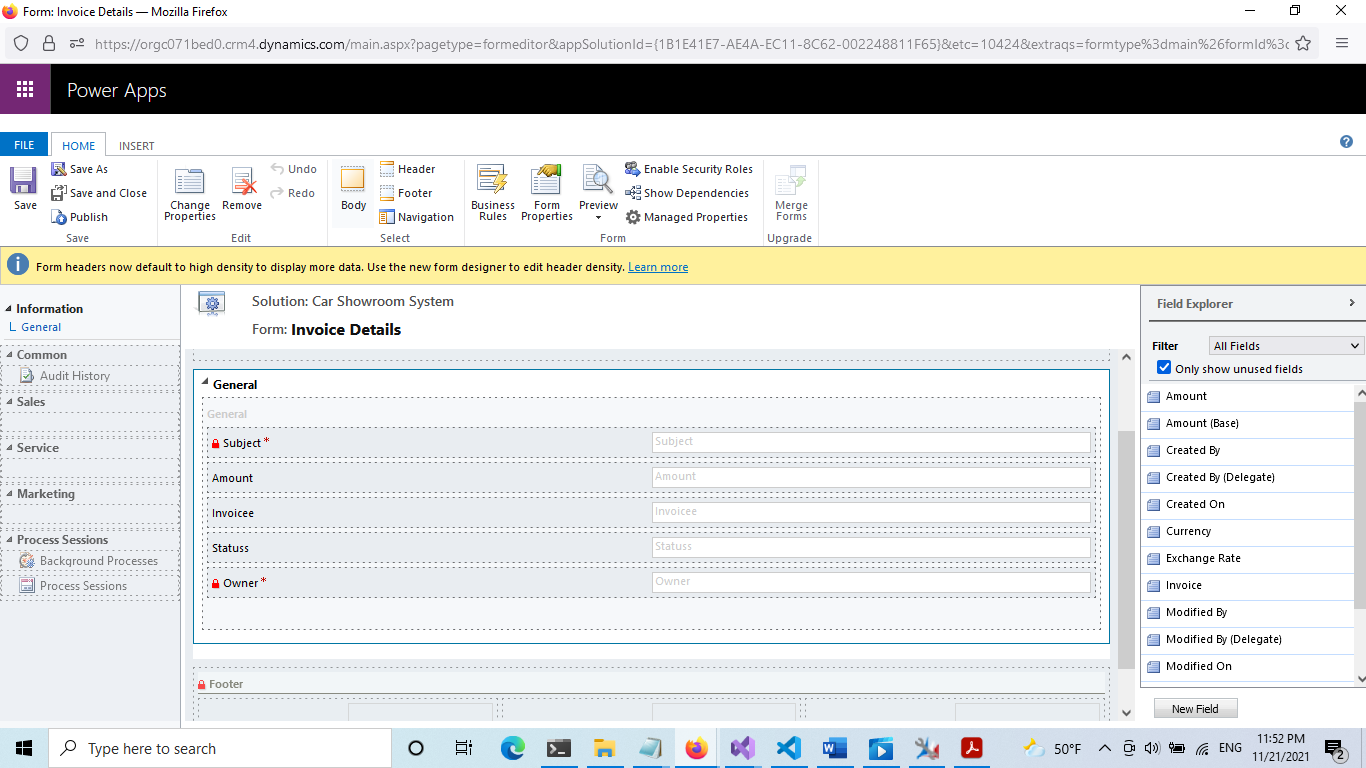 Form: Invoice Details — Mozilla Firefox
https://orgc071bed0.crm4.dynamics.com/main.aspx?pagetype=formeditor&appSolutionId={1B1E41E7-AE4A-EC11-8C62-002248811F65}&etc=10424&extraqs=formtype%3dmain%26formId%3c
Power Apps
FILE HOME INSERT
Save
Save As
Save and Close
Publish
Save
Change Properties
Remove
Undo
Redo
Edit
Body
Header
Footer
Navigation
Select
Business Rules
Form Properties
Preview
Enable Security Roles
Show Dependencies
Managed Properties
Form
Merge Forms
Upgrade
Form headers now default to high density to display more data. Use the new form designer to edit header density. Learn more
Information
General
Common
Audit History
Sales
Service
Marketing
Process Sessions
Background Processes
Process Sessions
Solution: Car Showroom System
Form: Invoice Details
General
General
Subject * Subject
Amount Amount
Invoicee Invoicee
Statuss Statuss
Owner * Owner
Footer
Field Explorer
Filter All Fields
Only show unused fields
Amount
Amount (Base)
Created By
Created By (Delegate)
Created On
Currency
Exchange Rate
Invoice
Modified By
Modified By (Delegate)
Modified On
New Field
Type here to search
50°F
ENG
11:52 PM
11/21/2021
2